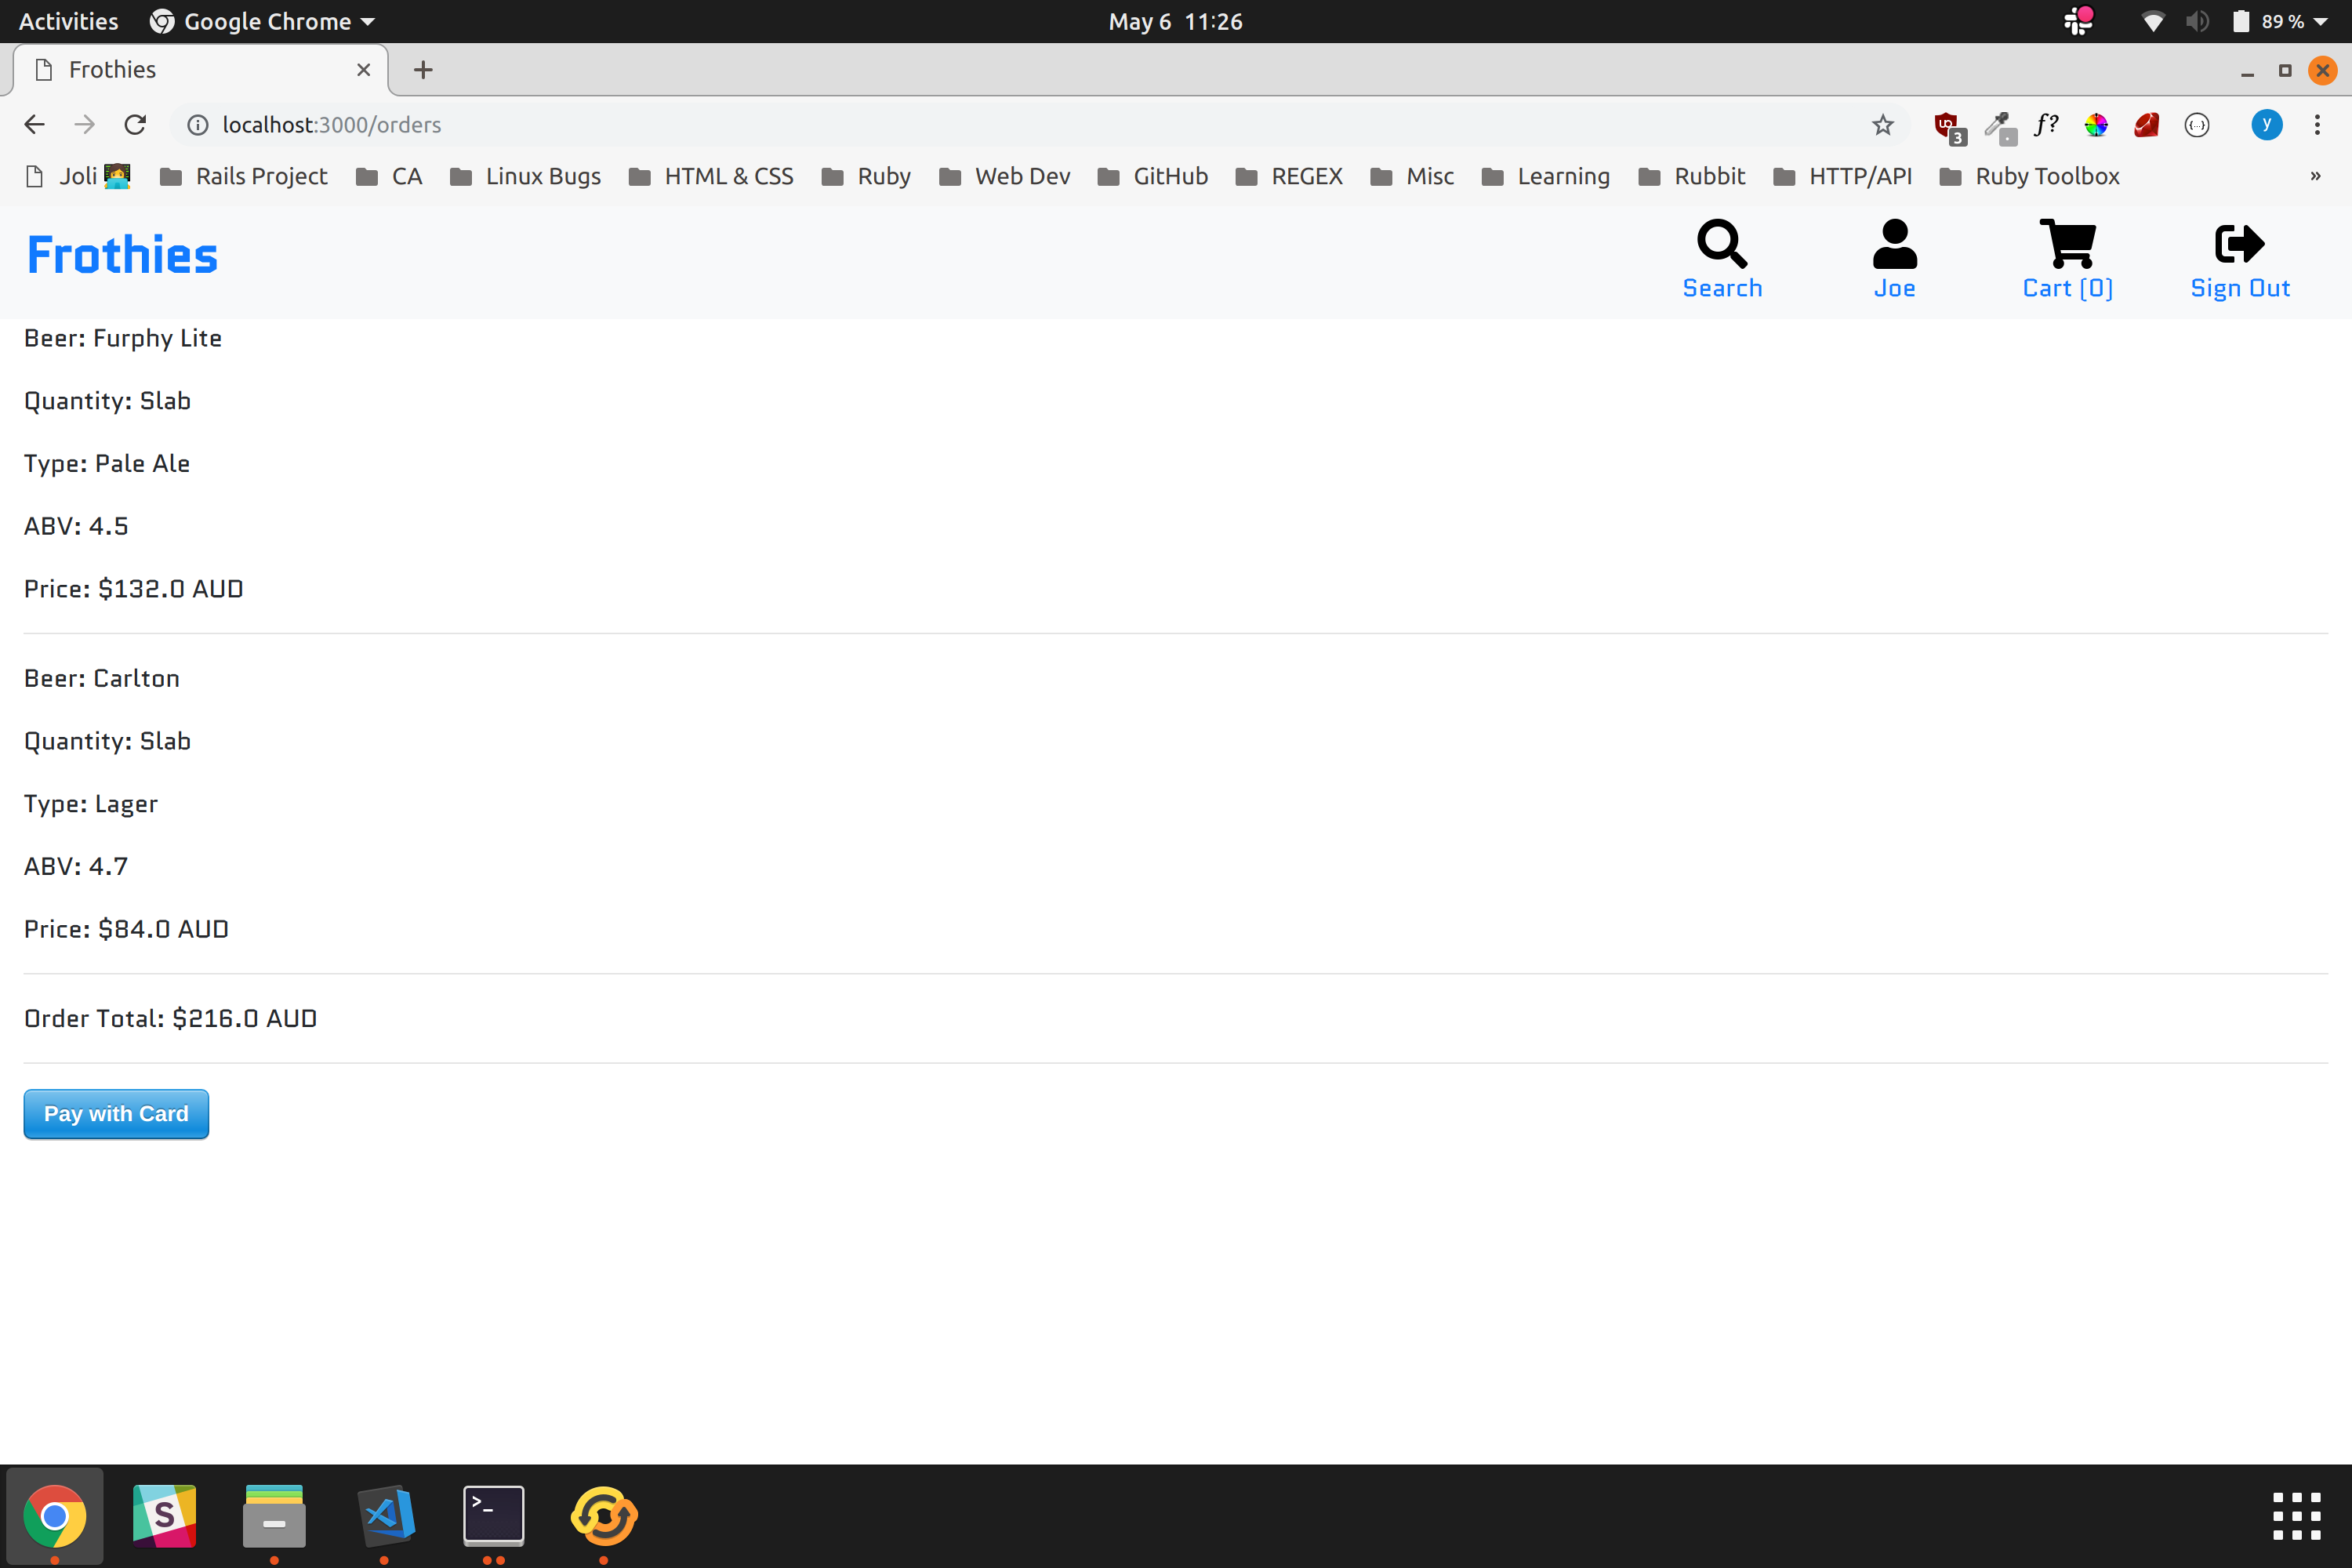 Activities Google Chrome May 6 11:26 89 %
Frothies
localhost:3000/orders 3 f? y
Joli Rails Project CA Linux Bugs HTML & CSS Ruby Web Dev GitHub REGEX Misc Learning Rubbit HTTP/API Ruby Toolbox »
Frothies
Search Joe Cart (0) Sign Out
Beer: Furphy Lite
Quantity: Slab
Type: Pale Ale
ABV: 4.5
Price: $132.0 AUD
Beer: Carlton
Quantity: Slab
Type: Lager
ABV: 4.7
Price: $84.0 AUD
Order Total: $216.0 AUD
Pay with Card
S >_